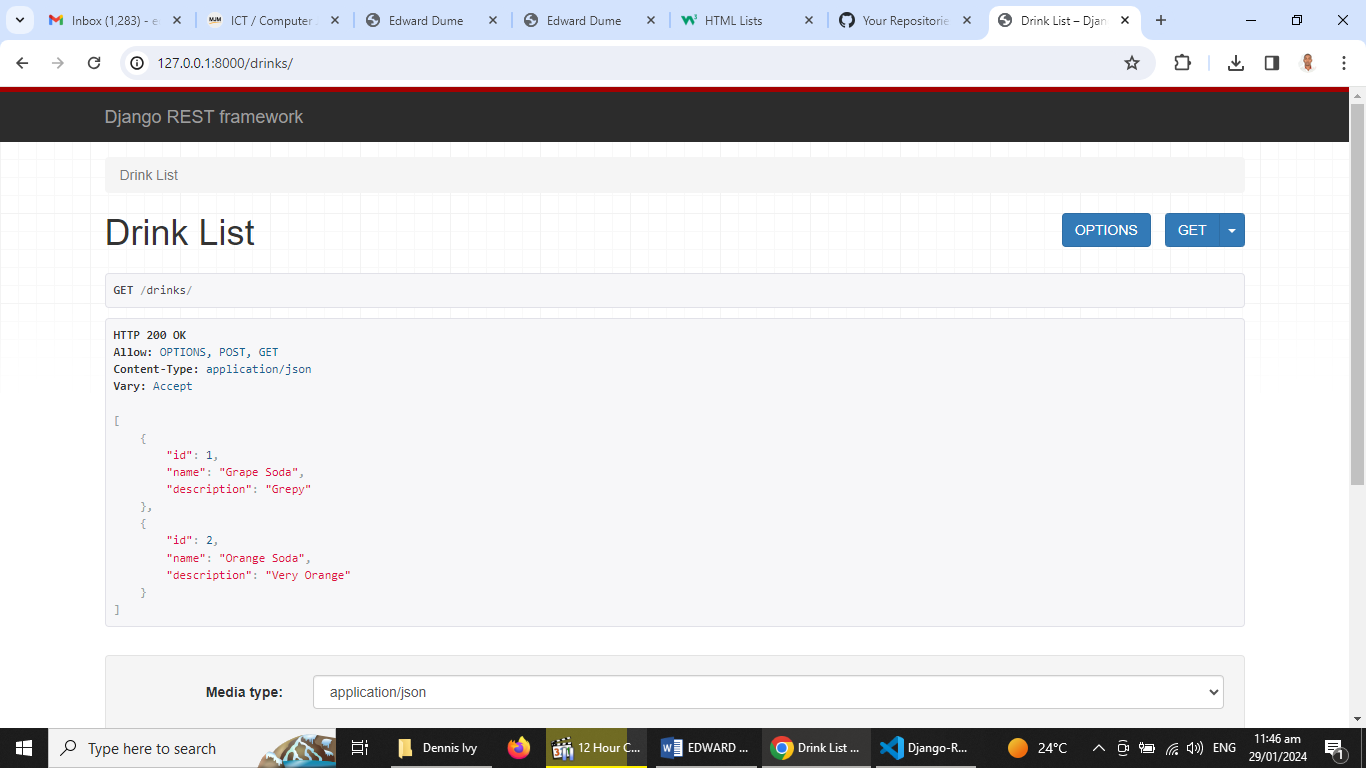 Inbox (1,283) - e
ICT / Computer
Edward Dume
Edward Dume
HTML Lists
Your Repositorie
Drink List – Djan
127.0.0.1:8000/drinks/
Django REST framework
Drink List
Drink List
OPTIONS
GET
GET /drinks/
HTTP 200 OK
Allow: OPTIONS, POST, GET
Content-Type: application/json
Vary: Accept
[
{
"id": 1,
"name": "Grape Soda",
"description": "Grepy"
},
{
"id": 2,
"name": "Orange Soda",
"description": "Very Orange"
}
]
Media type:
application/json
Type here to search
Dennis Ivy
12 Hour C...
EDWARD ...
Drink List ...
Django-R...
24°C
ENG
11:46 am
29/01/2024
1